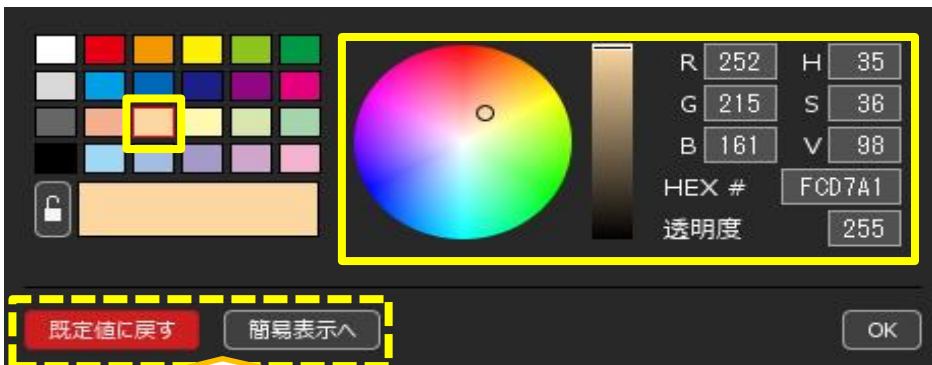 R 252 H 35
G 215 S 36
B 161 V 98
HEX # FCD7A1
透明度 255
既定値に戻す 簡易表示へ OK